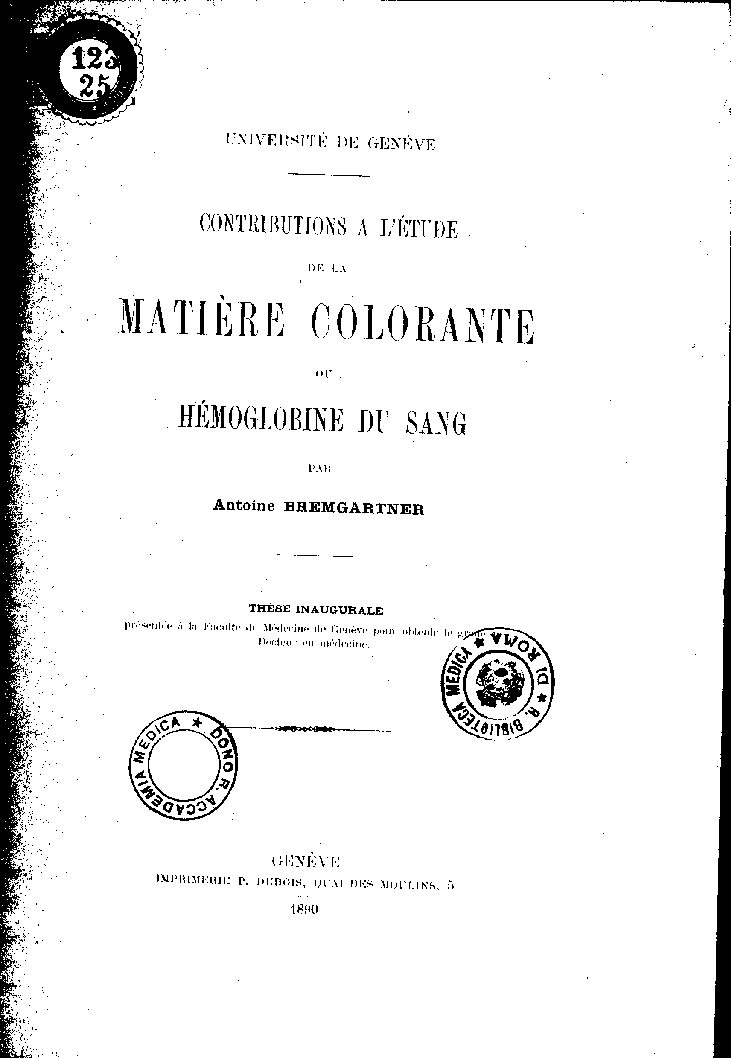 123
25
UNIVERSITÉ DE GENÈVE
CONTRIBUTIONS A L'ÉTUDE
DE LA
MATIÈRE COLORANTE
OU
HÉMOGLOBINE DU SANG
PAR
Antoine BREMGARTNER
THÈSE INAUGURALE
présentée à la Faculté de Médecine de Genève pour obtenir le grade
Docteur en médecine.
R. BIBLIOTECA MEDICA ★ DI ROMA ★
DONO R. ACCADEMIA MEDICA ★
GENÈVE
IMPRIMERIE P. DUBOIS, QUAI DES MOULINS, 5
1890